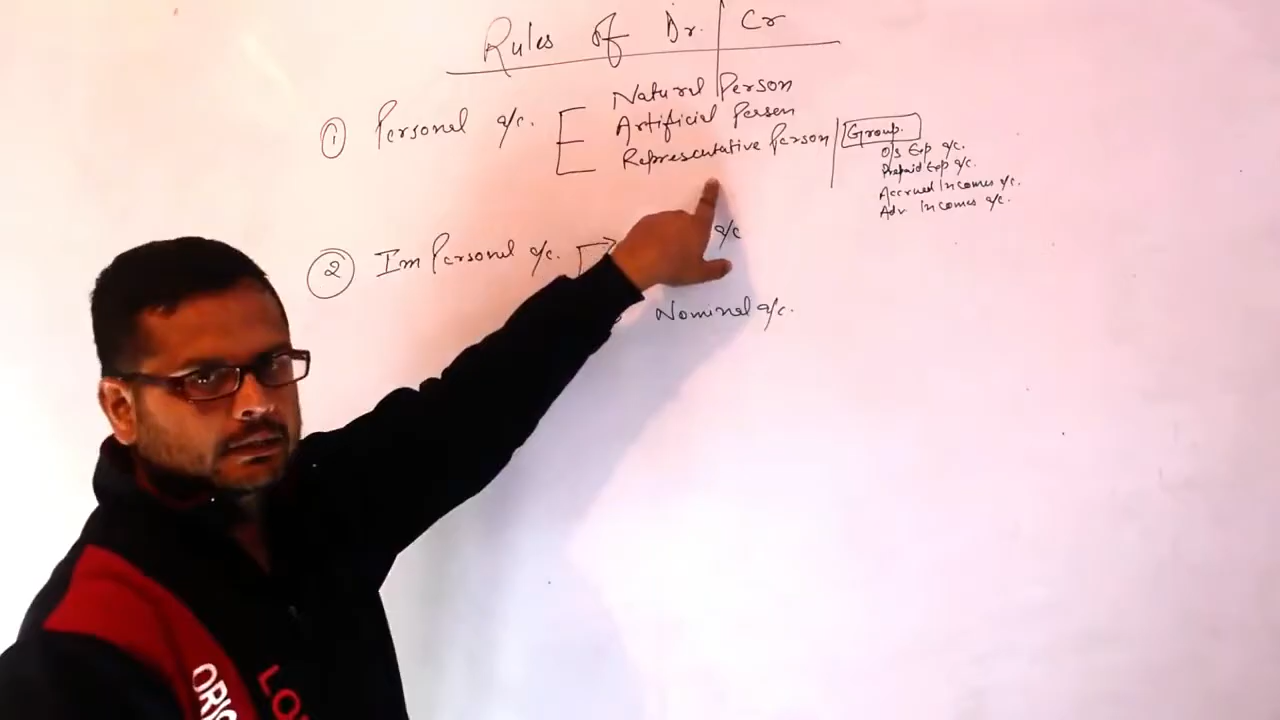 Rules of Dr. | Cr
① Personal a/c.
Natural Person
Artificial Person
Representative Person
Group.
O/s Exp a/c.
Prepaid Exp a/c.
Accrued Incomes a/c.
Adv. Incomes a/c.
② Im Personal a/c.
a/c
Nominal a/c.